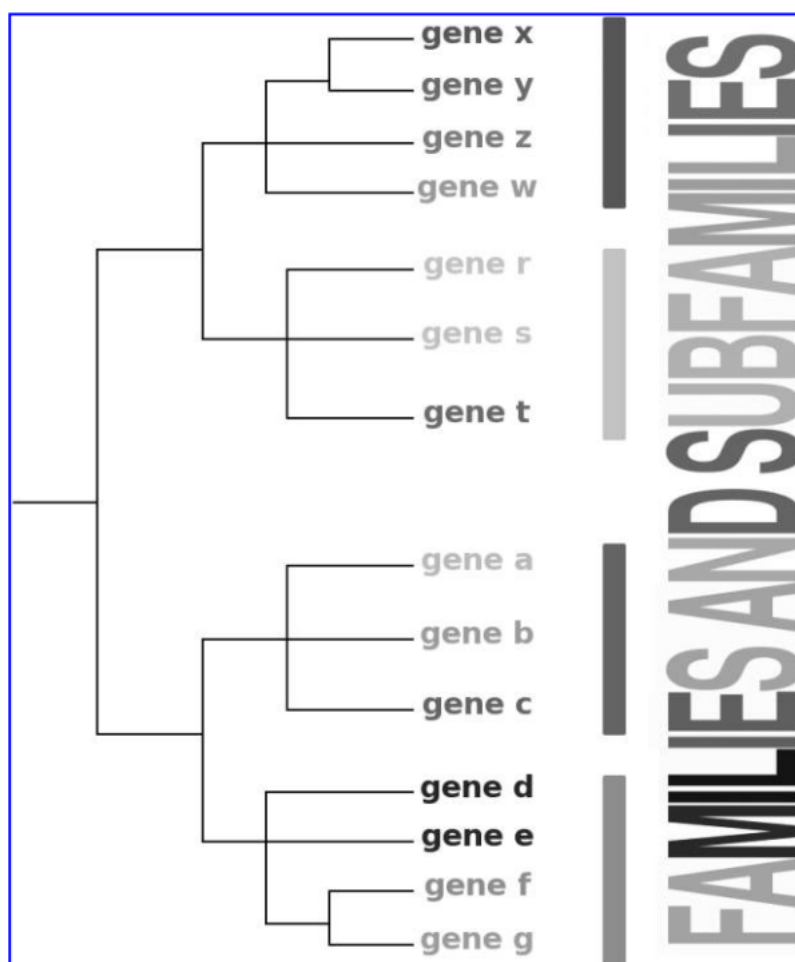 gene x
gene y
gene z
gene w
gene r
gene s
gene t
gene a
gene b
gene c
gene d
gene e
gene f
gene g
FAMILIES AND SUBFAMILIES